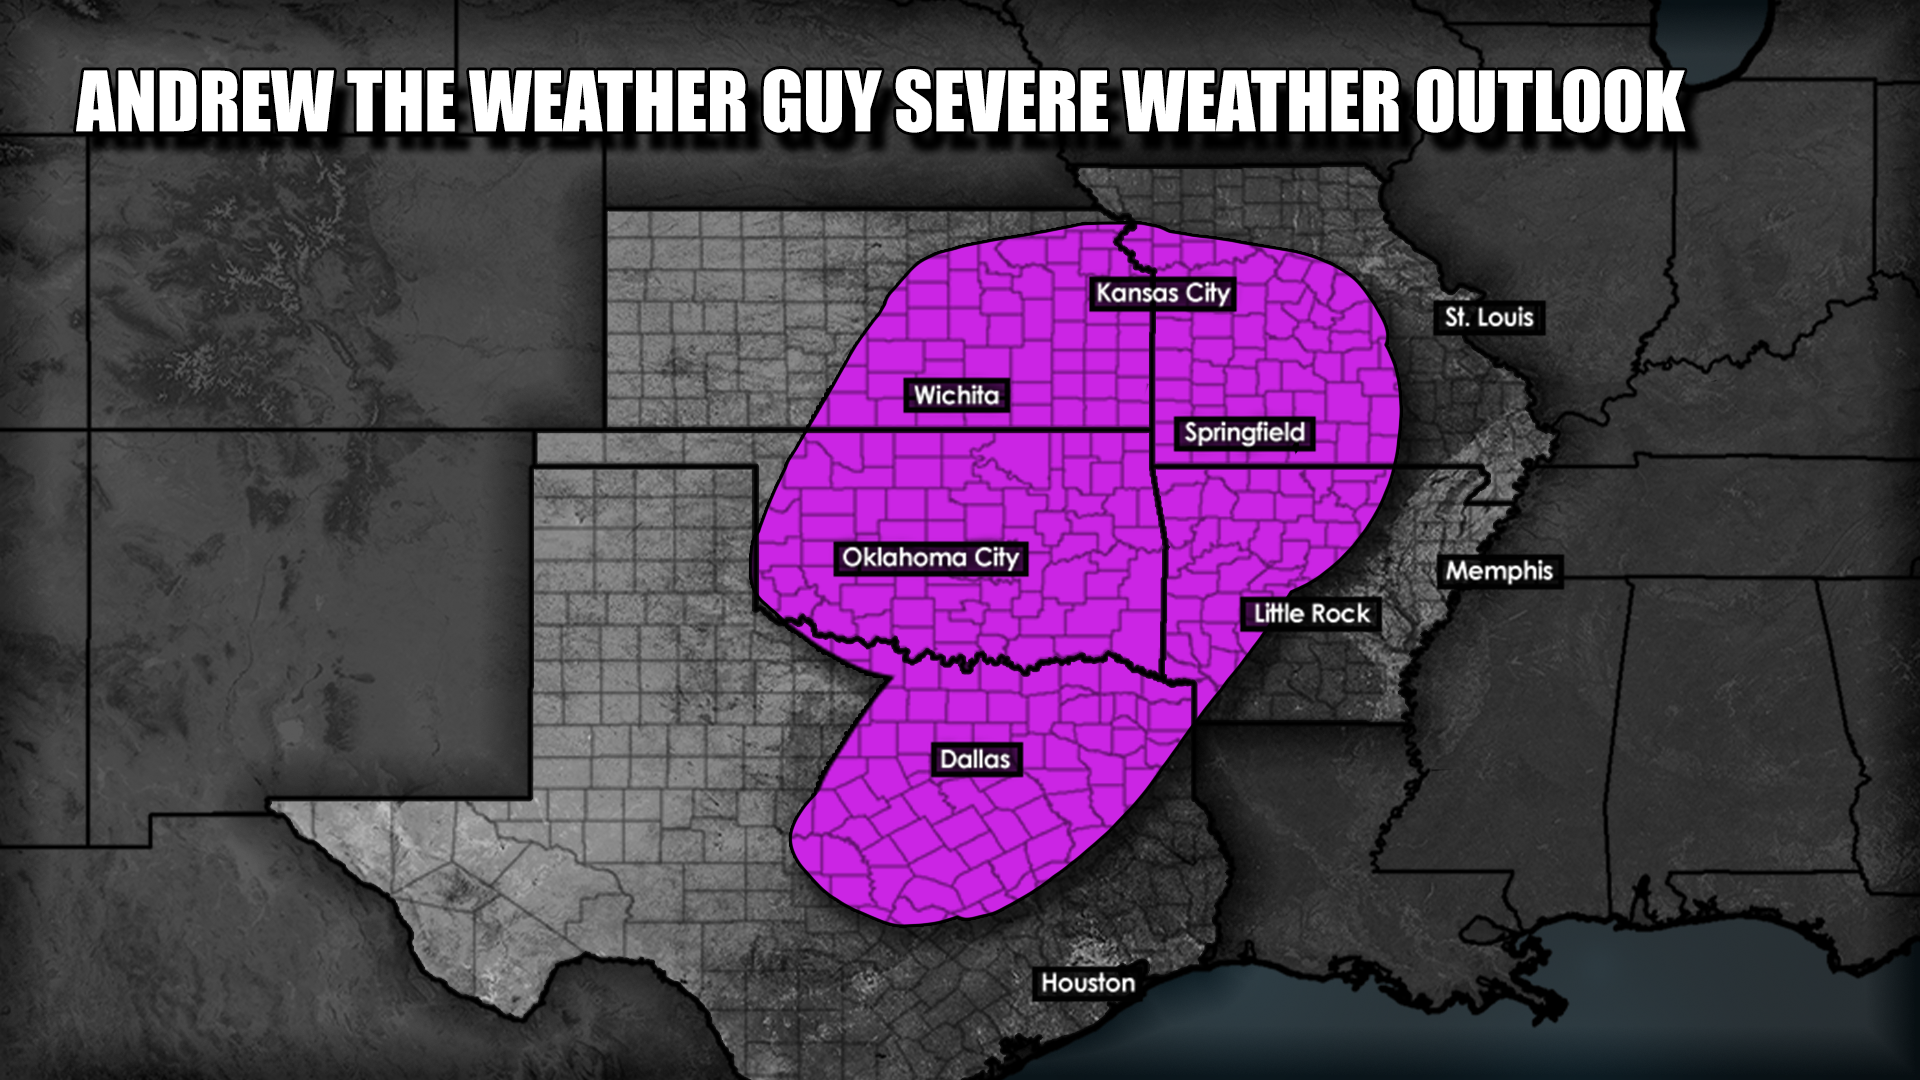 ANDREW THE WEATHER GUY SEVERE WEATHER OUTLOOK
Kansas City
St. Louis
Wichita
Springfield
Oklahoma City
Memphis
Little Rock
Dallas
Houston